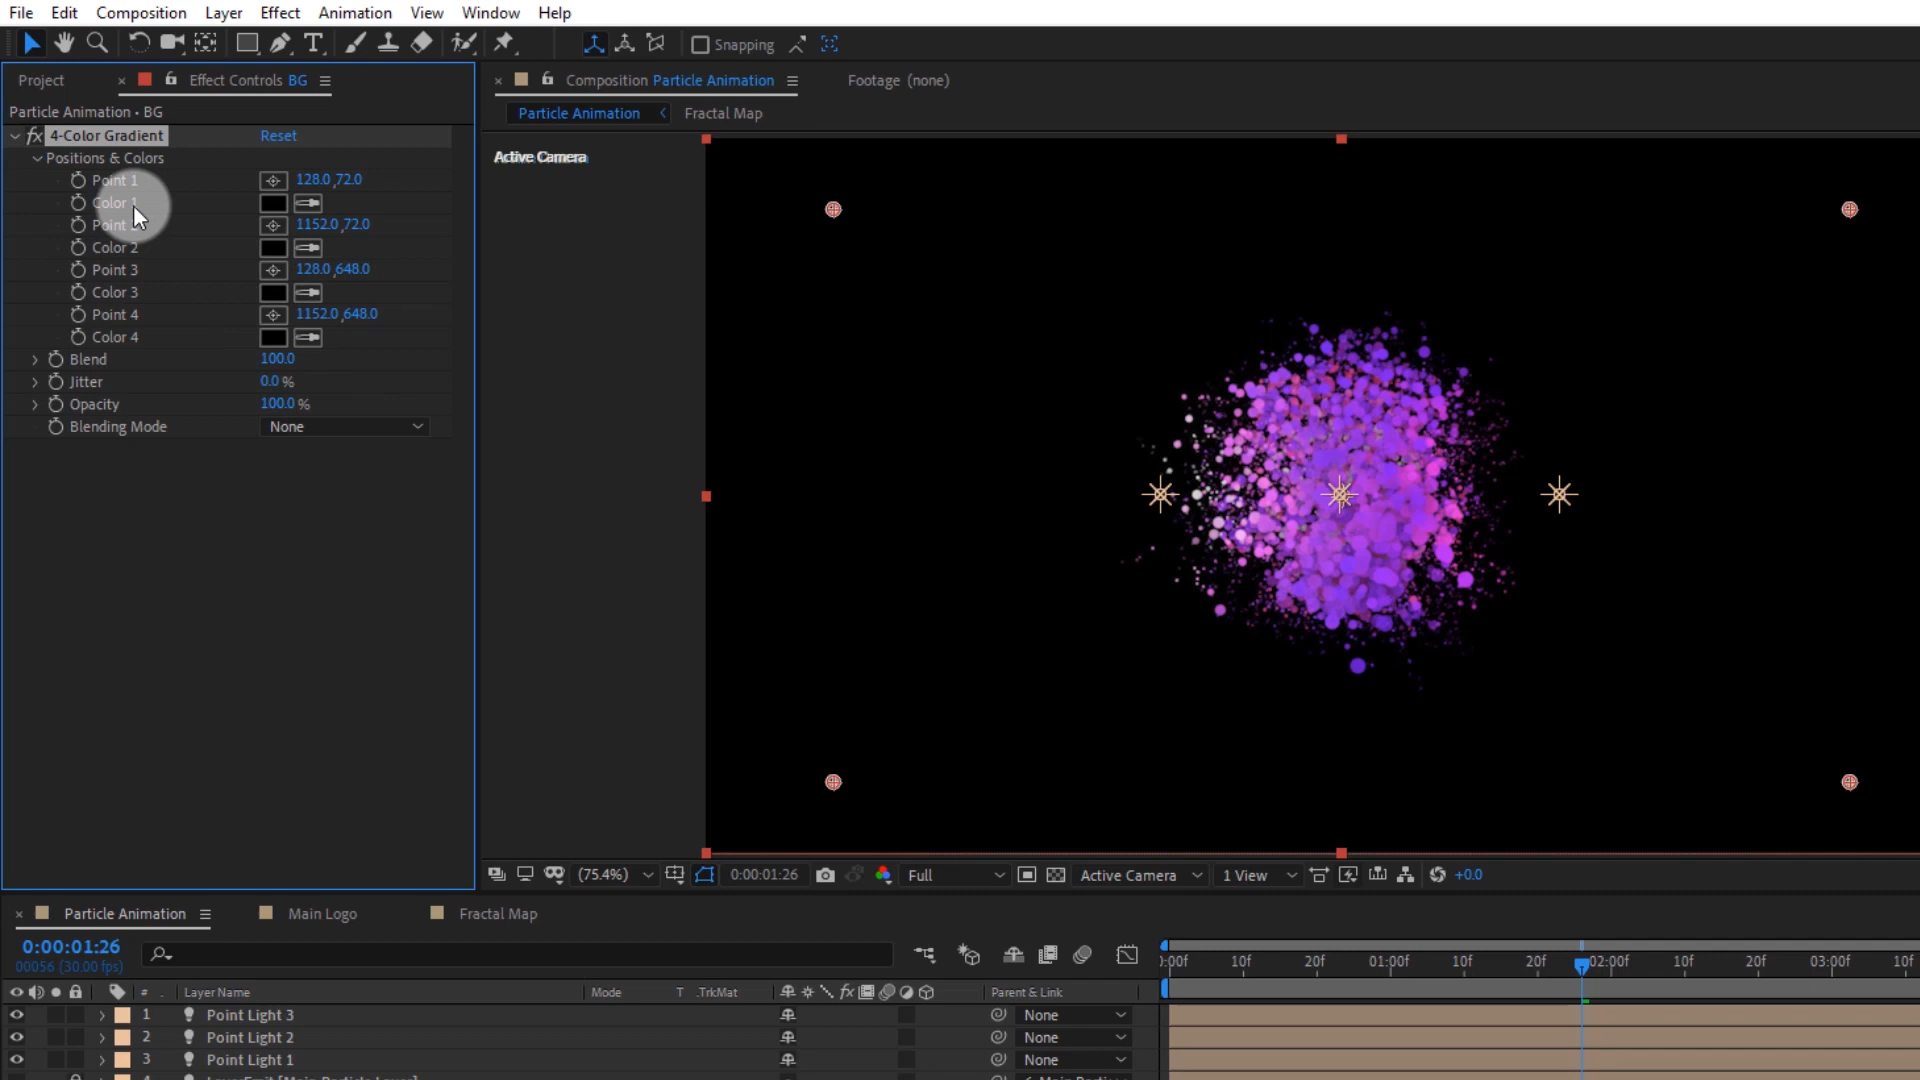 File Edit Composition Layer Effect Animation View Window Help
Snapping
Project × Effect Controls BG
× Composition Particle Animation
Footage (none)
Particle Animation • BG
Particle Animation Fractal Map
fx 4-Color Gradient Reset
Positions & Colors
Active Camera
Point 1 128.0 ,72.0
Color 1
Point 1152.0 ,72.0
Color 2
Point 3 128.0 ,648.0
Color 3
Point 4 1152.0 ,648.0
Color 4
Blend 100.0
Jitter 0.0 %
Opacity 100.0 %
Blending Mode None
(75.4%) 0:00:01:26 Full Active Camera 1 View +0.0
× Particle Animation Main Logo Fractal Map
0:00:01:26
00056 (30.00 fps)
):00f 10f 20f 01:00f 10f 20f 02:00f 10f 20f 03:00f 10f
# . Layer Name Mode T .TrkMat fx Parent & Link
1 Point Light 3 None
2 Point Light 2 None
3 Point Light 1 None